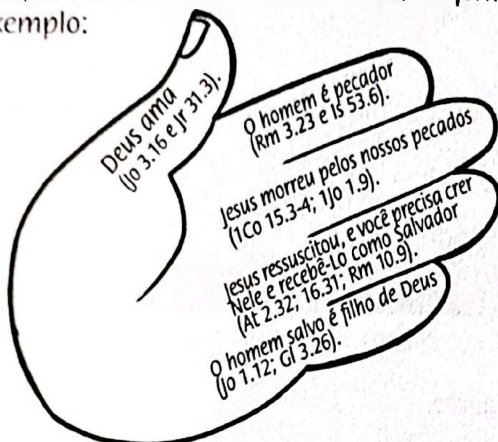 xemplo:
Deus ama
(Jo 3.16 e Jr 31.3).
O homem é pecador
(Rm 3.23 e Is 53.6).
Jesus morreu pelos nossos pecados
(1Co 15.3-4; 1Jo 1.9).
Jesus ressuscitou, e você precisa crer
Nele e recebê-Lo como Salvador
(At 2.32; 16.31; Rm 10.9).
O homem salvo é filho de Deus
(Jo 1.12; Gl 3.26).